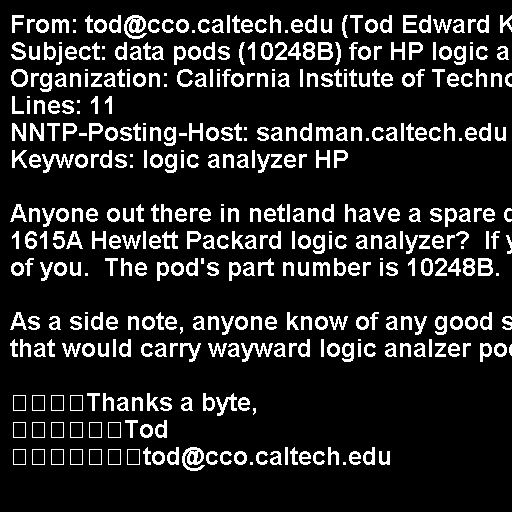 From: tod@cco.caltech.edu (Tod Edward
Subject: data pods (10248B) for HP logic
Organization: California Institute of
Lines: 11
NNTP-Posting-Host: sandman.caltech.edu
Keywords: logic analyzer HP
Anyone out there in netland have a spare
1615A Hewlett Packard logic analyzer?  If
of you.  The pod's part number is 10248B.
As a side note, anyone know of any good
that would carry wayward logic analzer
Thanks a byte,
Tod
tod@cco.caltech.edu